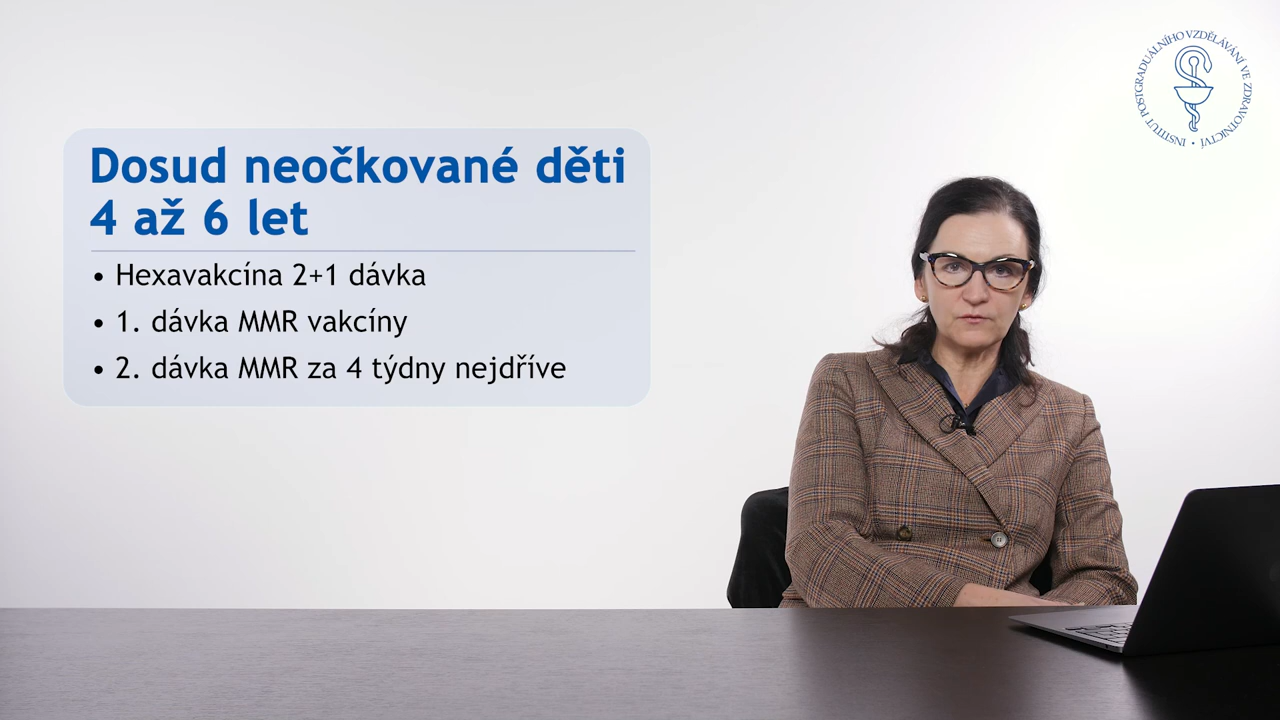 Dosud neočkované děti
4 až 6 let
• Hexavakcína 2+1 dávka
• 1. dávka MMR vakcíny
• 2. dávka MMR za 4 týdny nejdříve
INSTITUT POSTGRADUÁLNÍHO VZDĚLÁVÁNÍ VE ZDRAVOTNICTVÍ •